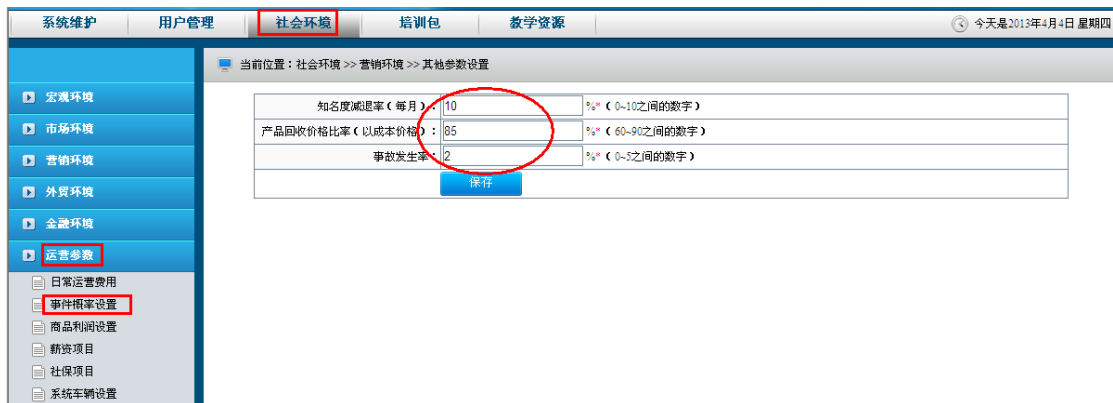 系统维护 用户管理 社会环境 培训包 教学资源 今天是2013年4月4日 星期四
当前位置：社会环境 >> 营销环境 >> 其他参数设置
宏观环境
市场环境
营销环境
外贸环境
金融环境
运营参数
日常运营费用
事件概率设置
商品利润设置
薪资项目
社保项目
系统车辆设置
知名度减退率（每月）： 10 %*（0~10之间的数字）
产品回收价格比率（以成本价格）： 85 %*（60~90之间的数字）
事故发生率： 2 %*（0~5之间的数字）
保存